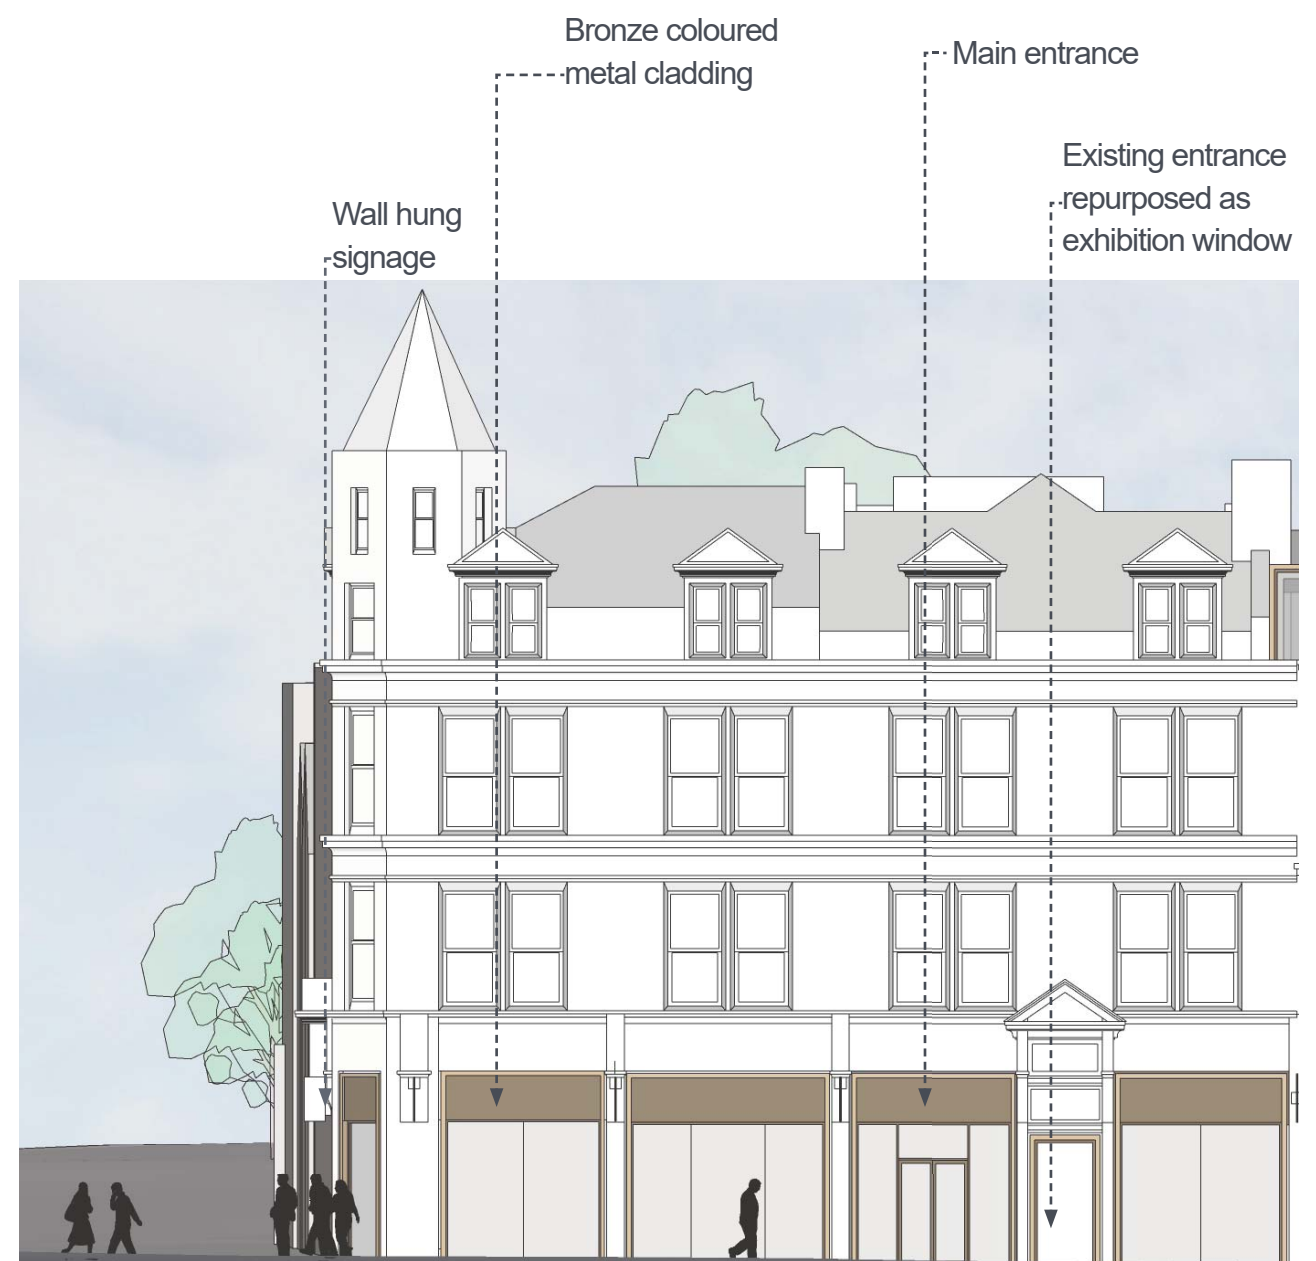 Bronze coloured
metal cladding
Main entrance
Existing entrance
repurposed as
exhibition window
Wall hung
signage